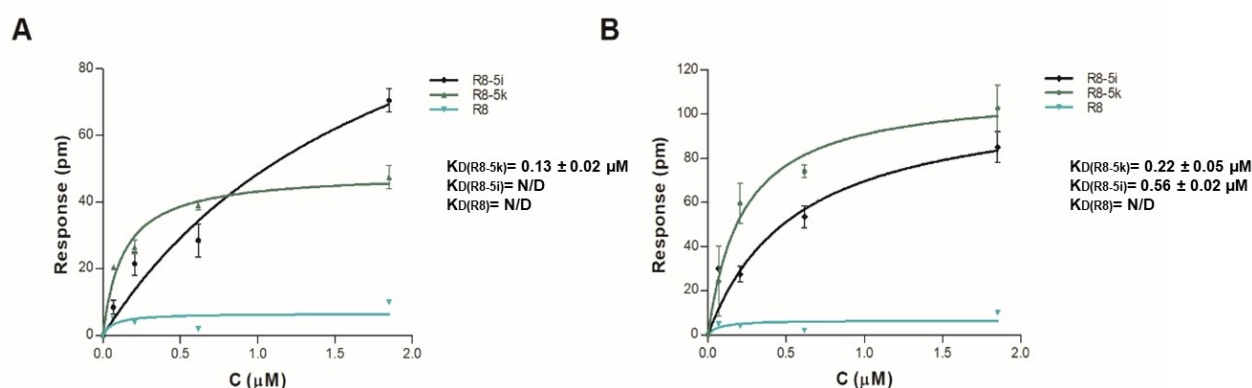 A
80
60
40
20
0
Response (pm)
0.0
0.5
1.0
1.5
2.0
C (µM)
R8-5i
R8-5k
R8
KD(R8-5k)= 0.13 ± 0.02 µM
KD(R8-5i)= N/D
KD(R8)= N/D
B
120
100
80
60
40
20
0
Response (pm)
0.0
0.5
1.0
1.5
2.0
C (µM)
R8-5i
R8-5k
R8
KD(R8-5k)= 0.22 ± 0.05 µM
KD(R8-5i)= 0.56 ± 0.02 µM
KD(R8)= N/D